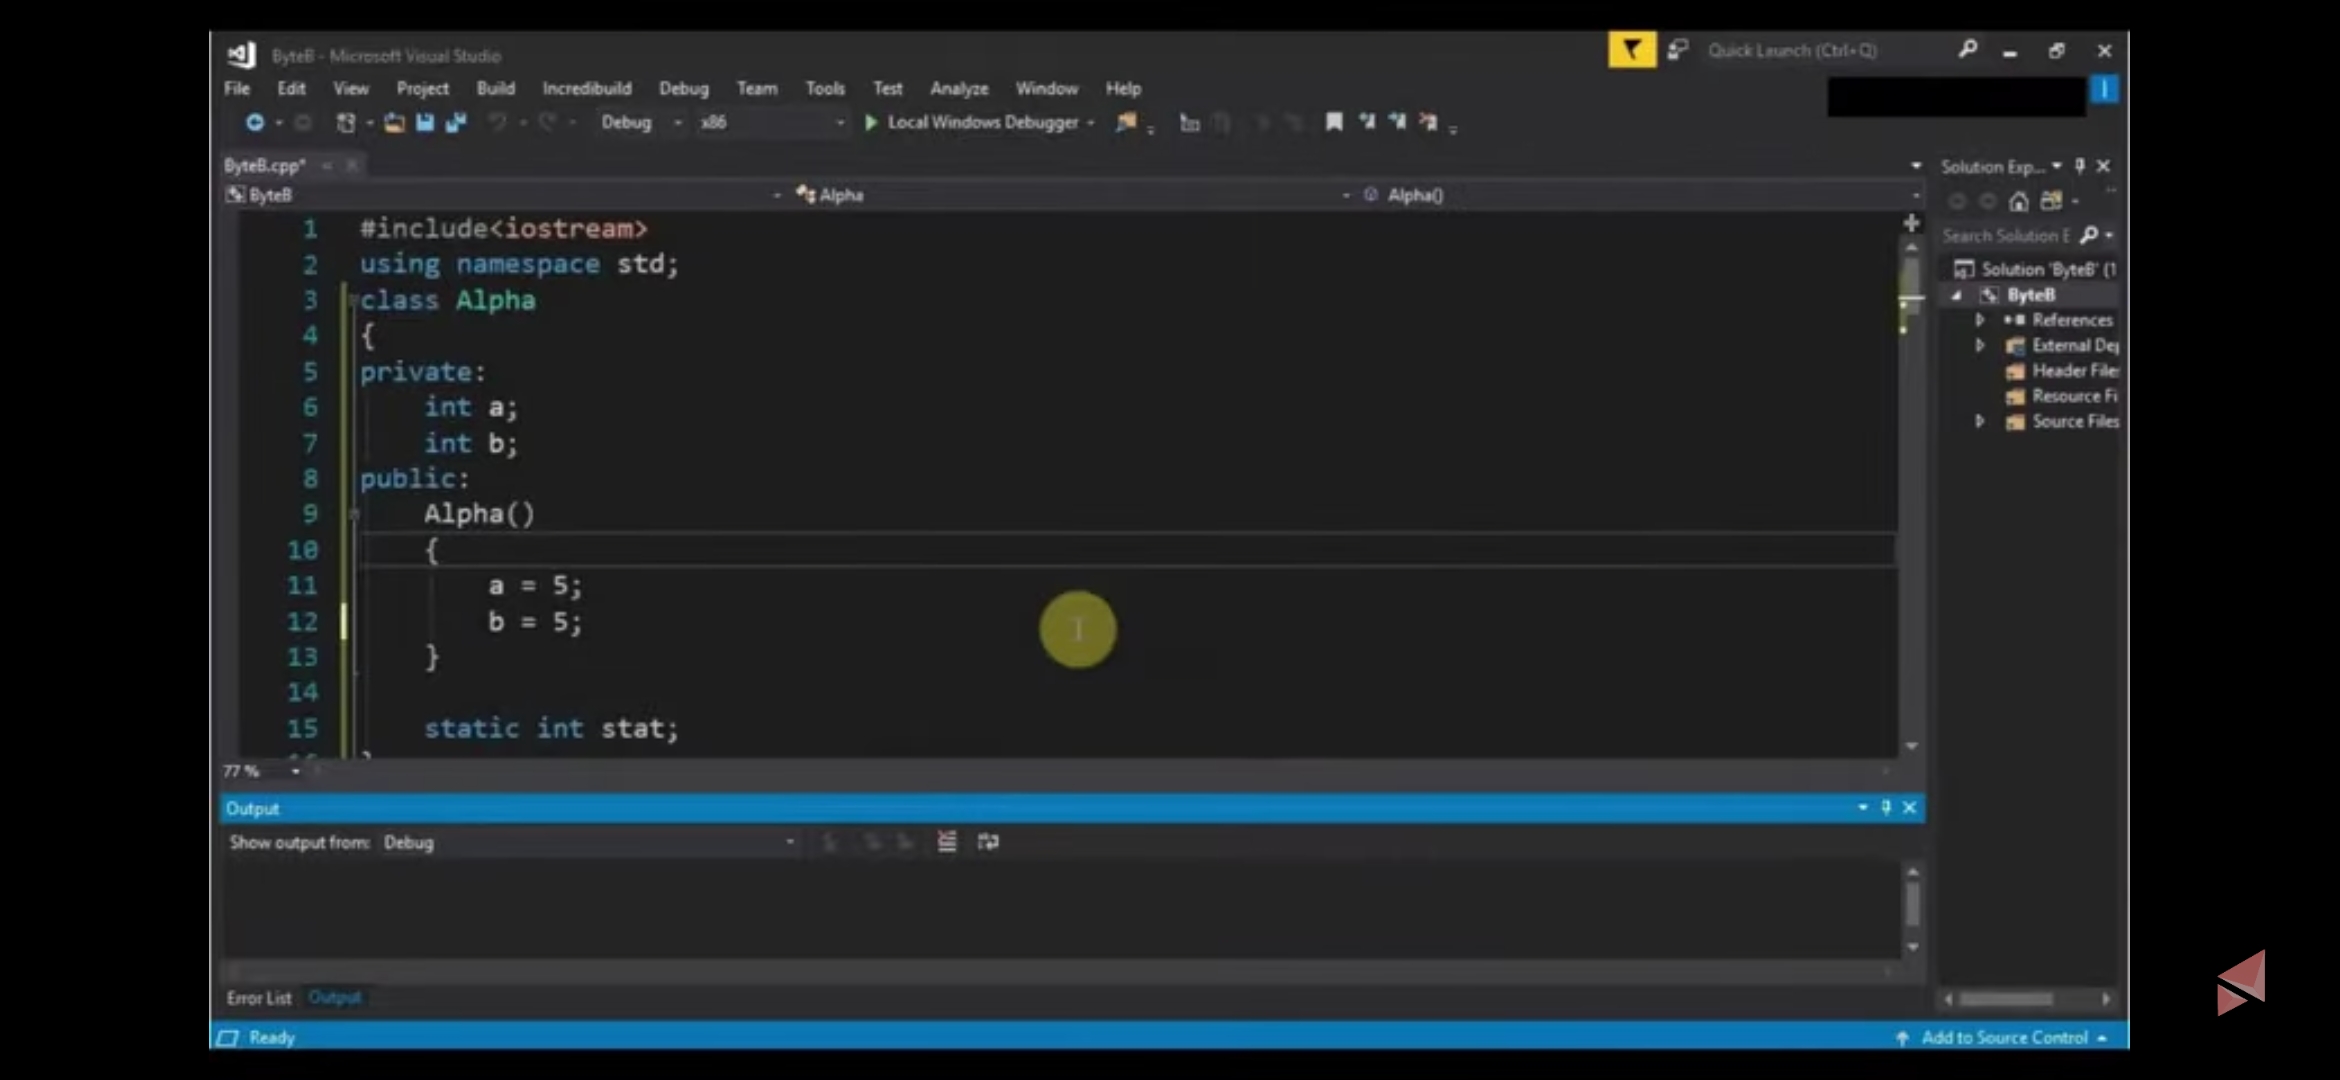 ByteB - Microsoft Visual Studio
Quick Launch (Ctrl+Q)
File Edit View Project Build Incredibuild Debug Team Tools Test Analyze Window Help
Debug x86 Local Windows Debugger
ByteB.cpp*
ByteB Alpha Alpha()
1 #include<iostream>
2 using namespace std;
3 class Alpha
4 {
5 private:
6 int a;
7 int b;
8 public:
9 Alpha()
10 {
11 a = 5;
12 b = 5;
13 }
14
15 static int stat;
77 %
Output
Show output from: Debug
Error List Output
Ready
Add to Source Control
Solution Exp...
Search Solution E
Solution 'ByteB' (1
ByteB
References
External Dep
Header File
Resource Fi
Source Files